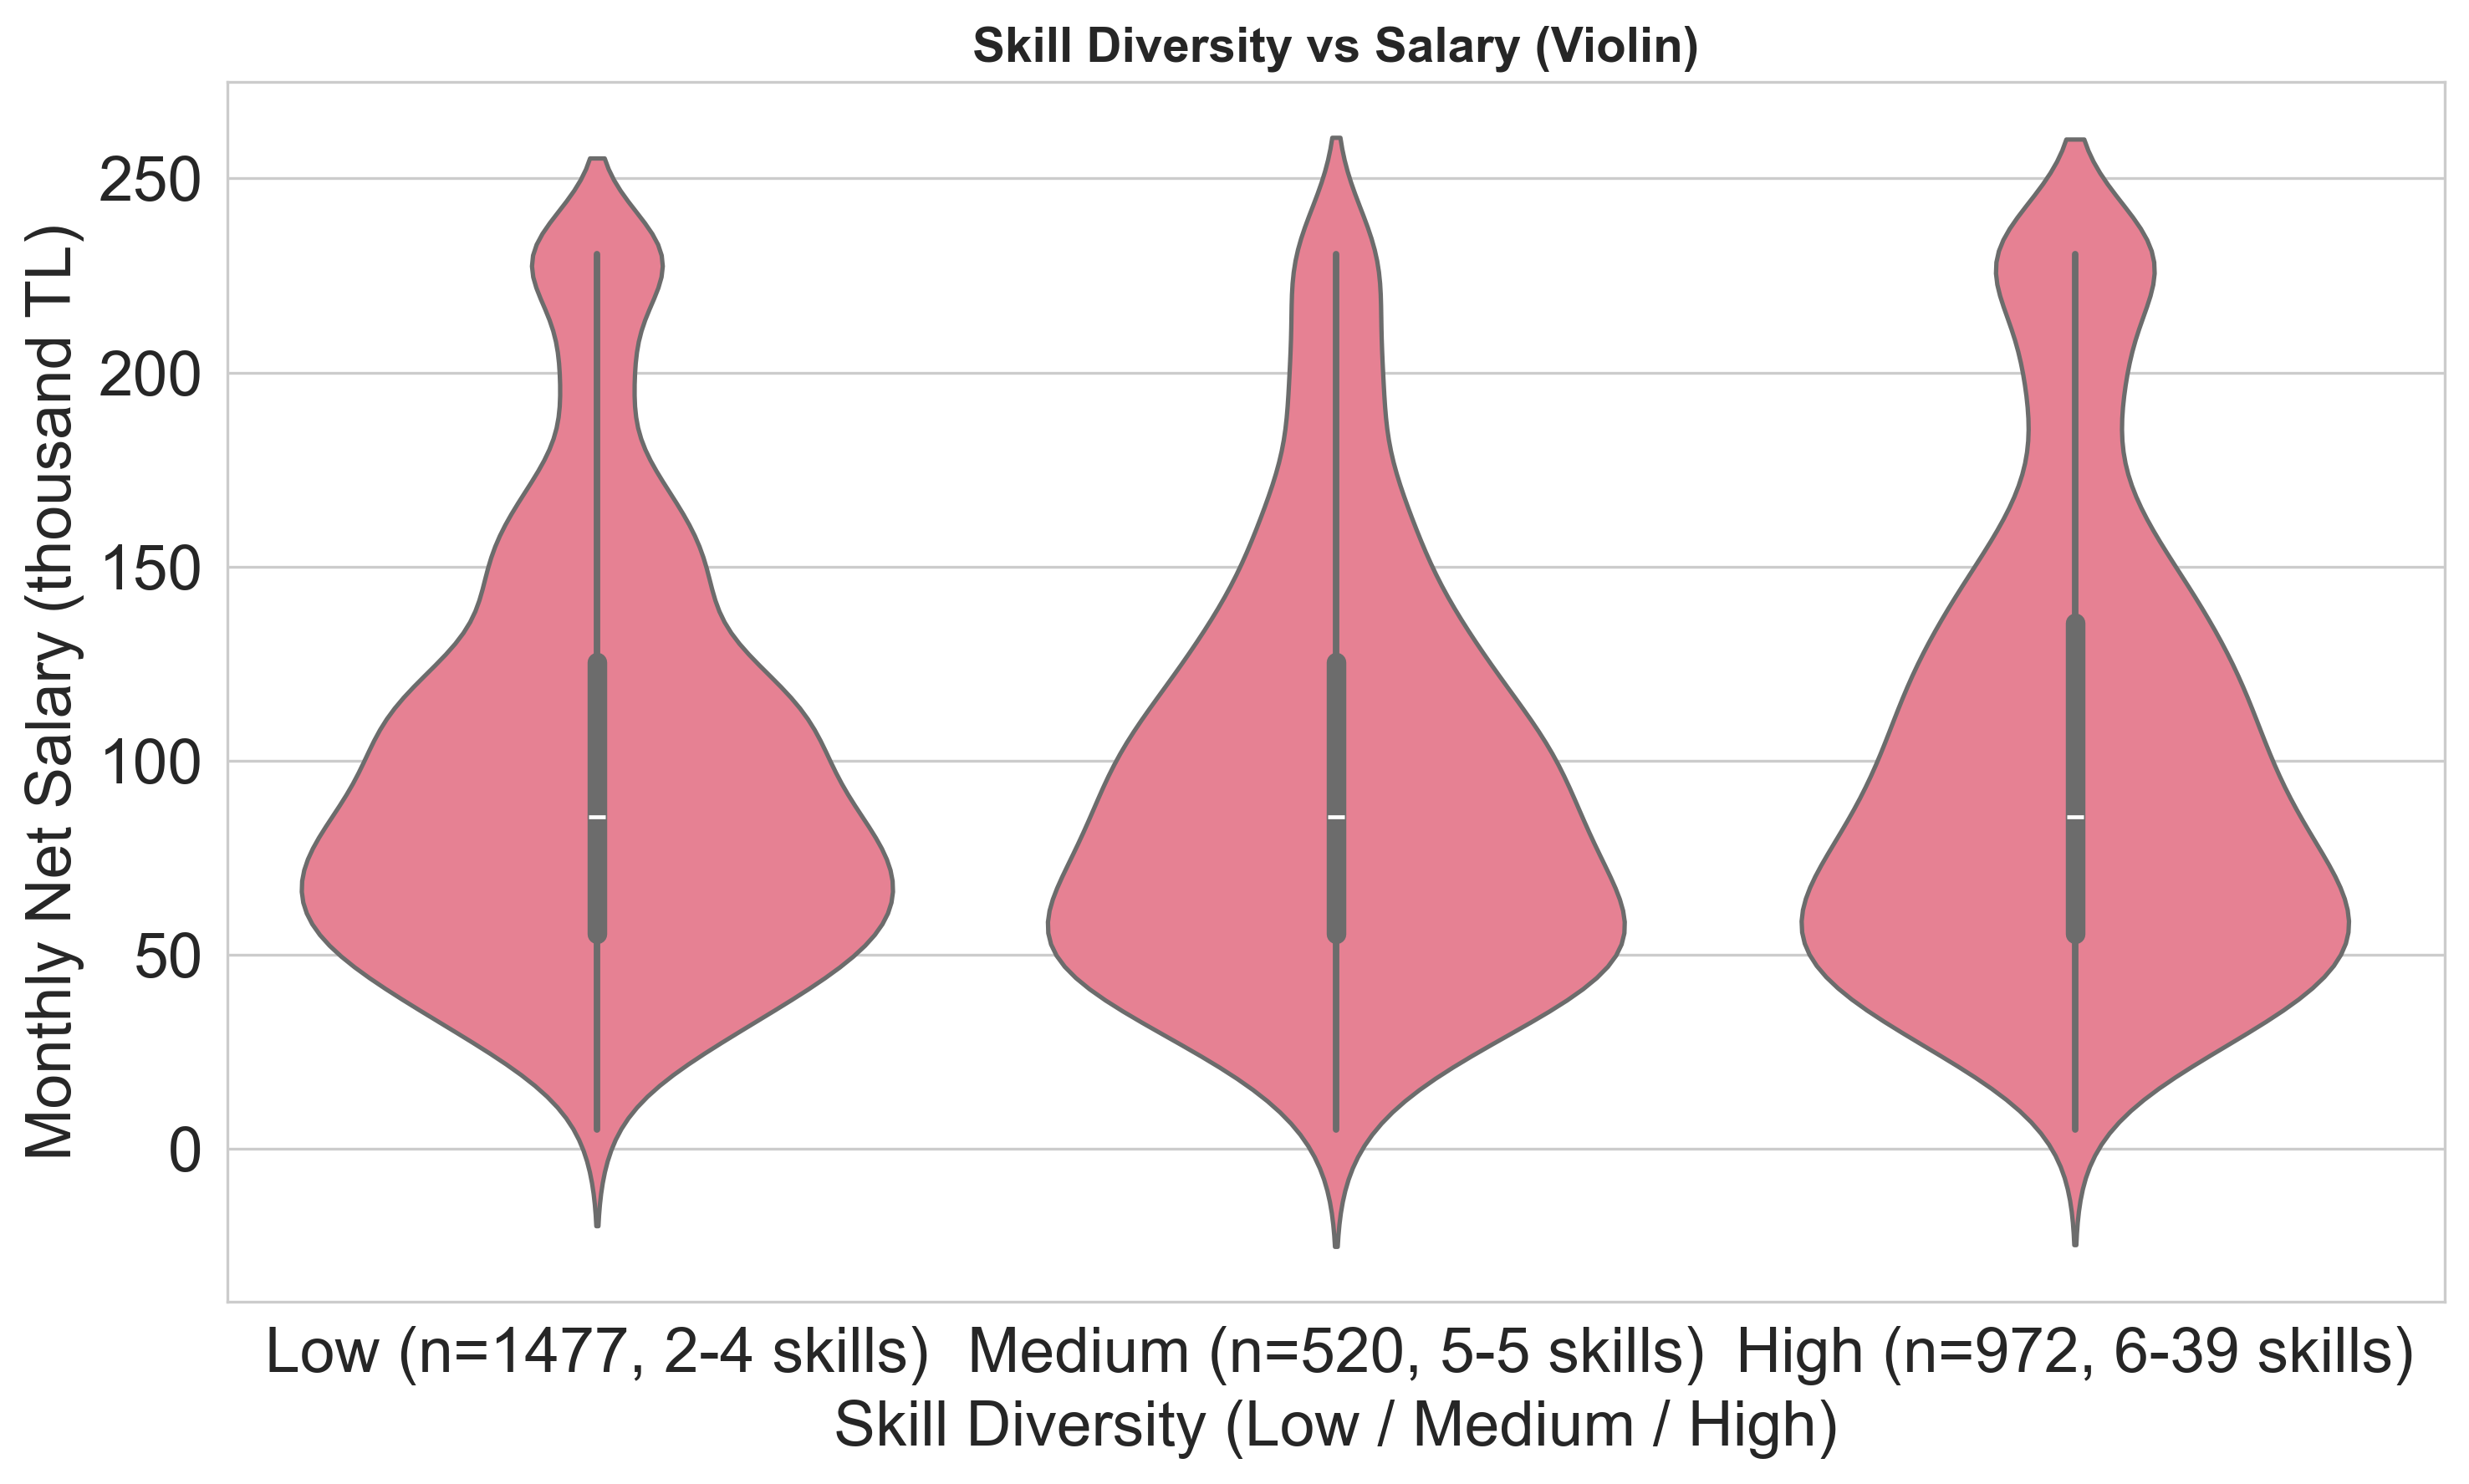 Skill Diversity vs Salary (Violin)
Monthly Net Salary (thousand TL)
250
200
150
100
50
0
Low (n=1477, 2-4 skills)
Medium (n=520, 5-5 skills)
High (n=972, 6-39 skills)
Skill Diversity (Low / Medium / High)